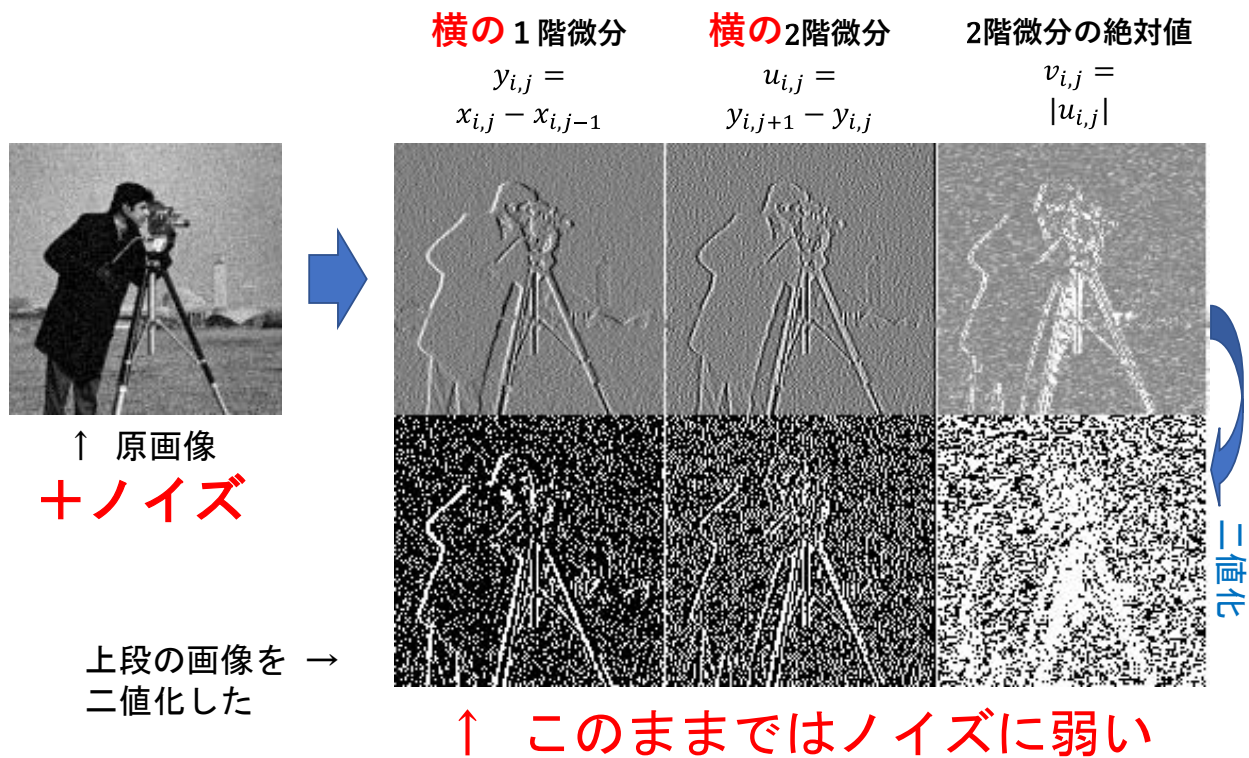 横の１階微分
y_{i,j} =
x_{i,j} − x_{i,j−1}
横の2階微分
u_{i,j} =
y_{i,j+1} − y_{i,j}
2階微分の絶対値
v_{i,j} =
|u_{i,j}|
↑ 原画像
＋ノイズ
二値化
上段の画像を →
二値化した
↑ このままではノイズに弱い